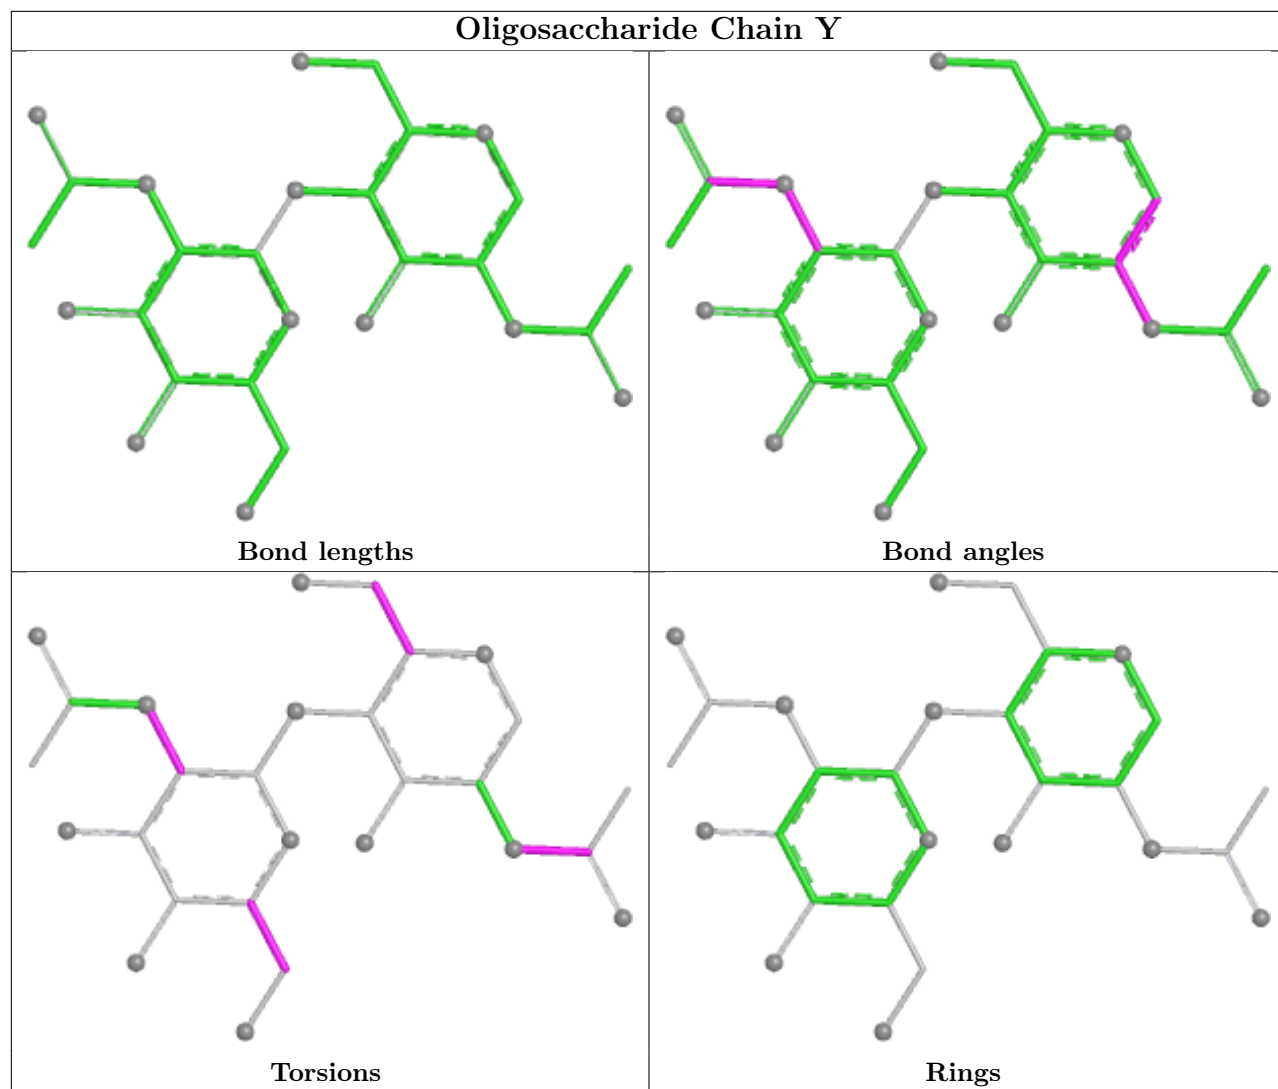 Oligosaccharide Chain Y
Bond lengths
Bond angles
Torsions
Rings